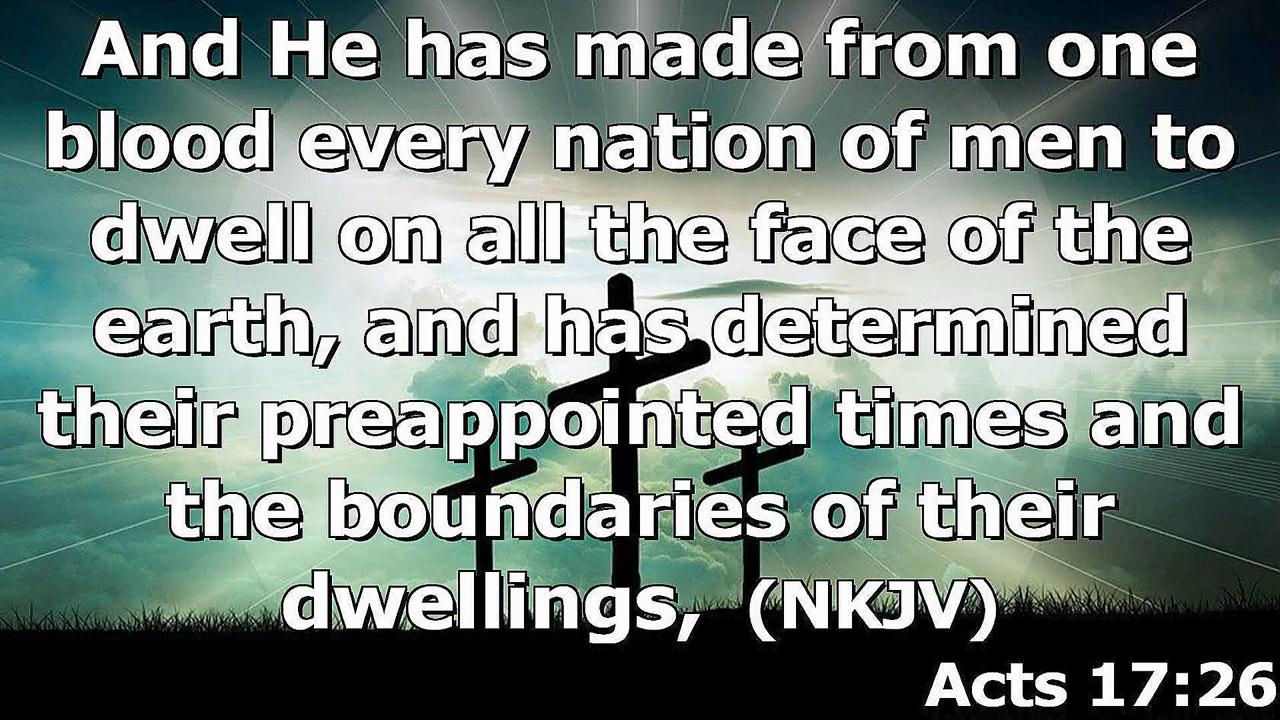 And He has made from one
blood every nation of men to
dwell on all the face of the
earth, and has determined
their preappointed times and
the boundaries of their
dwellings, (NKJV)
Acts 17:26